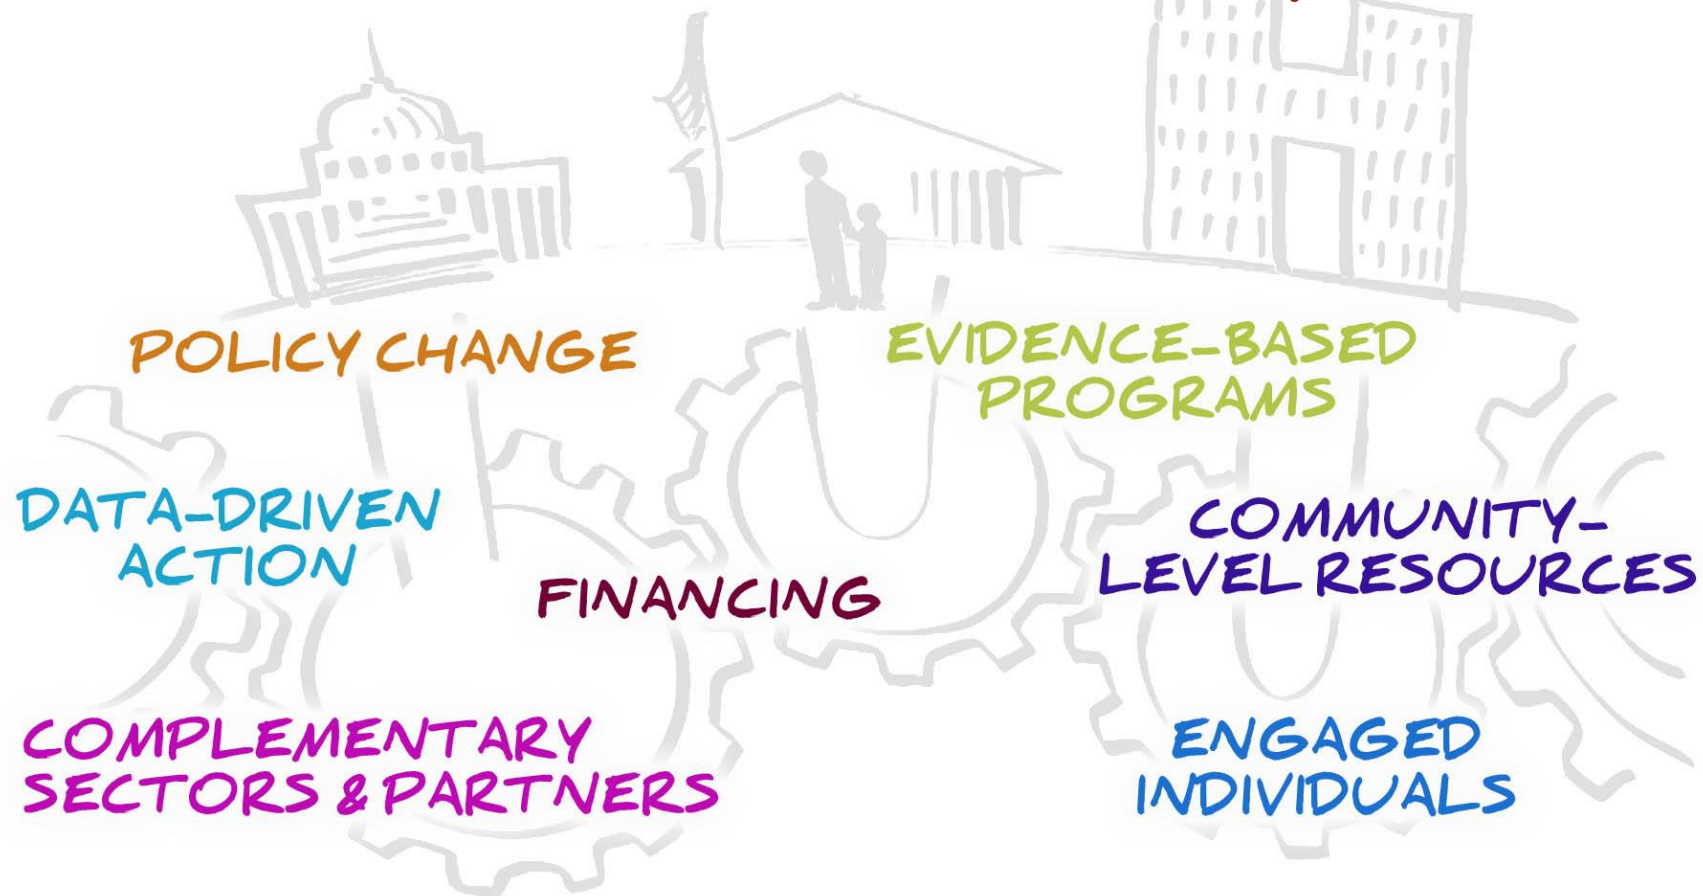 POLICY CHANGE
EVIDENCE-BASED
PROGRAMS
DATA-DRIVEN
ACTION
FINANCING
COMMUNITY-
LEVEL RESOURCES
COMPLEMENTARY
SECTORS & PARTNERS
ENGAGED
INDIVIDUALS